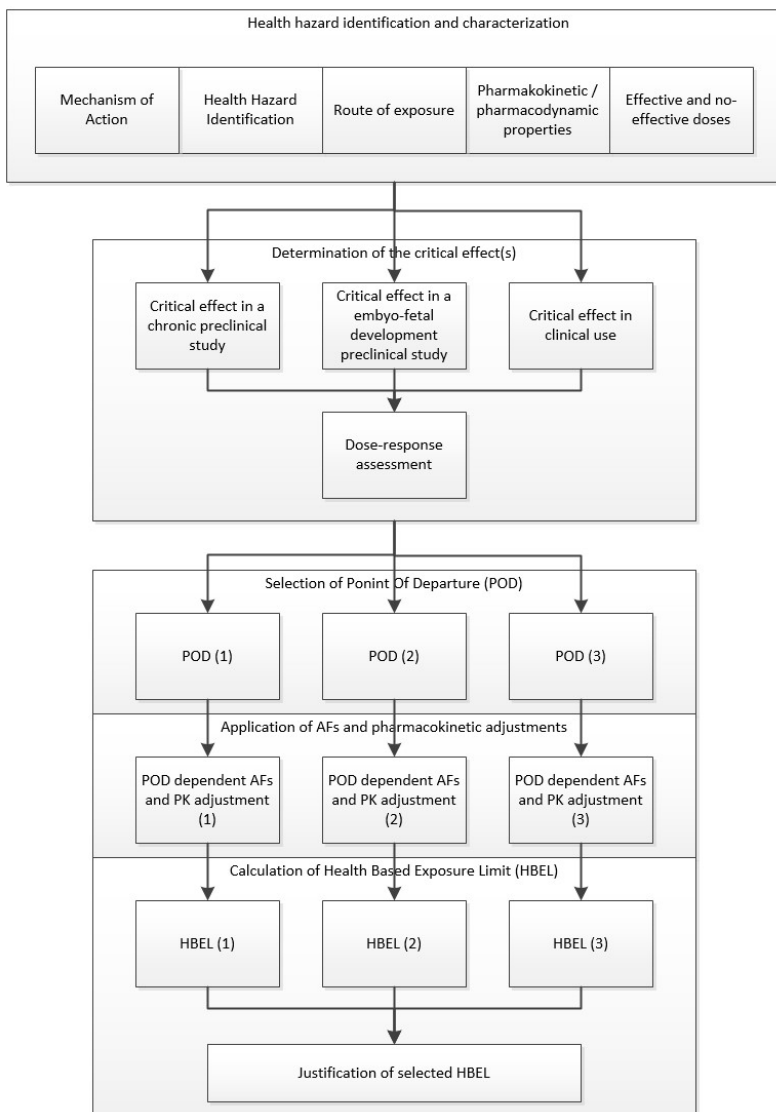 Health hazard identification and characterization
Mechanism of
Action
Health Hazard
Identification
Route of exposure
Pharmakokinetic /
pharmacodynamic
properties
Effective and no-
effective doses
Determination of the critical effect(s)
Critical effect in a
chronic preclinical
study
Critical effect in a
embyo-fetal
development
preclinical study
Critical effect in
clinical use
Dose-response
assessment
Selection of Ponint Of Departure (POD)
POD (1)
POD (2)
POD (3)
Application of AFs and pharmacokinetic adjustments
POD dependent AFs
and PK adjustment
(1)
POD dependent AFs
and PK adjustment
(2)
POD dependent AFs
and PK adjustment
(3)
Calculation of Health Based Exposure Limit (HBEL)
HBEL (1)
HBEL (2)
HBEL (3)
Justification of selected HBEL